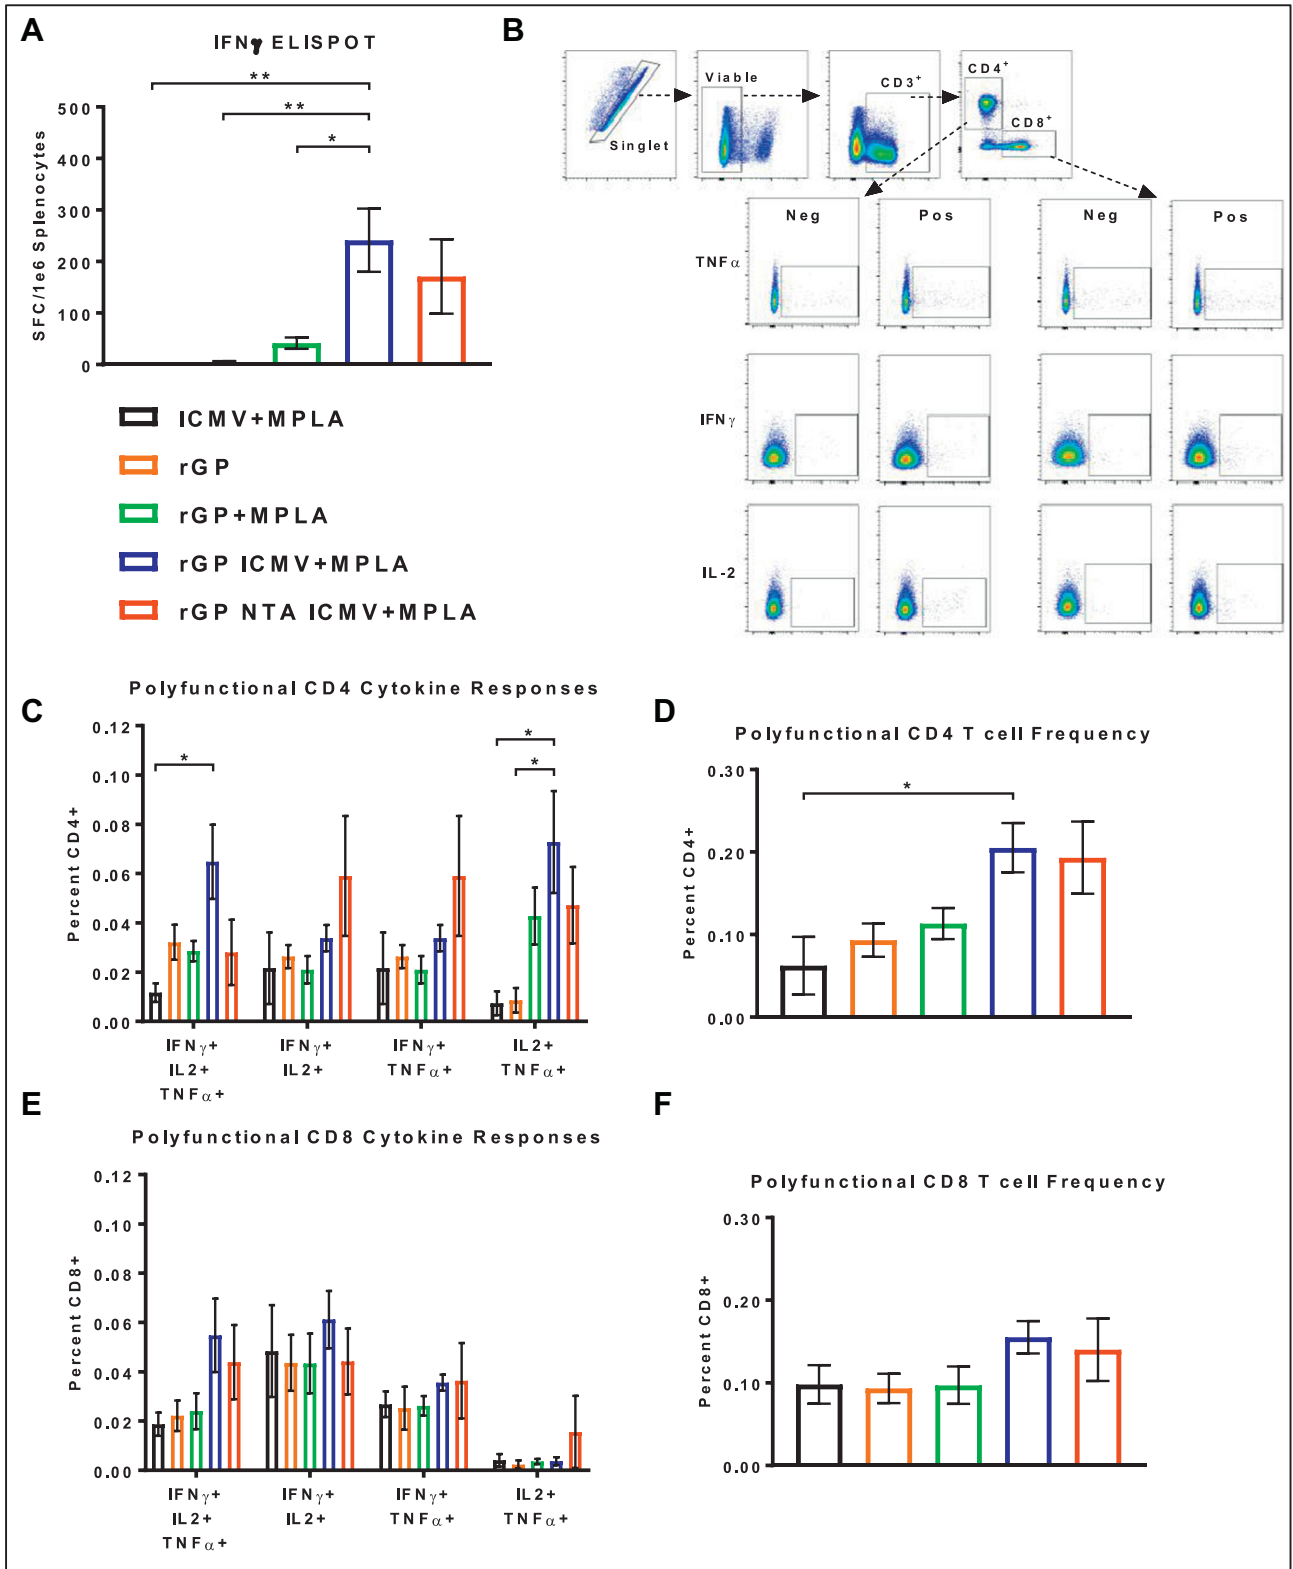 A
IFNγ ELISPOT
**
**
*
500
400
300
200
100
0
SFC/1e6 Splenocytes
ICMV+MPLA
rGP
rGP+MPLA
rGP ICMV+MPLA
rGP NTA ICMV+MPLA
B
Singlet
Viable
CD3+
CD4+
CD8+
Neg Pos Neg Pos
TNFα
IFNγ
IL-2
C
Polyfunctional CD4 Cytokine Responses
*
*
*
0.12
0.10
0.08
0.06
0.04
0.02
0.00
Percent CD4+
IFNγ+ IFNγ+ IFNγ+ IL2+
IL2+ IL2+ TNFα+ TNFα+
TNFα+
D
Polyfunctional CD4 T cell Frequency
*
0.30
0.20
0.10
0.00
Percent CD4+
E
Polyfunctional CD8 Cytokine Responses
0.12
0.10
0.08
0.06
0.04
0.02
0.00
Percent CD8+
IFNγ+ IFNγ+ IFNγ+ IL2+
IL2+ IL2+ TNFα+ TNFα+
TNFα+
F
Polyfunctional CD8 T cell Frequency
0.30
0.20
0.10
0.00
Percent CD8+